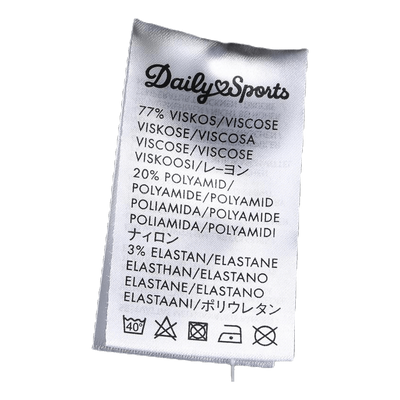 Daily Sports
77% VISKOS/VISCOSE
VISKOSE/VISCOSA
VISCOSE/VISCOSE
VISKOOSI/レーヨン
20% POLYAMID/
POLYAMIDE/POLYAMID
POLIAMIDA/POLYAMIDE
POLIAMIDA/POLYAMIDI
ナイロン
3% ELASTAN/ELASTANE
ELASTHAN/ELASTANO
ELASTANE/ELASTANO
ELASTAANI/ポリウレタン
40°